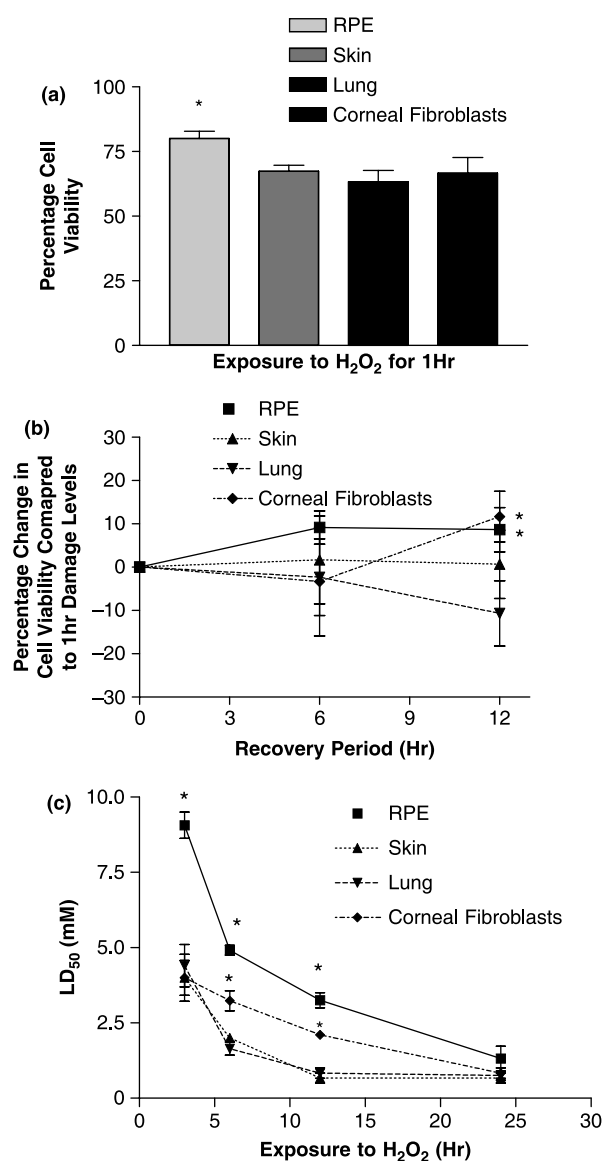 RPE
Skin
Lung
Corneal Fibroblasts
(a)
*
100
75
50
25
0
Percentage Cell
Viability
Exposure to H₂O₂ for 1Hr
(b)
RPE
Skin
Lung
Corneal Fibroblasts
30
20
10
0
–10
–20
–30
*
*
Percentage Change in
Cell Viability Comapred
to 1hr Damage Levels
0 3 6 9 12
Recovery Period (Hr)
(c)
RPE
Skin
Lung
Corneal Fibroblasts
10.0
7.5
5.0
2.5
0
*
*
*
*
*
LD₅₀ (mM)
0 5 10 15 20 25 30
Exposure to H₂O₂ (Hr)